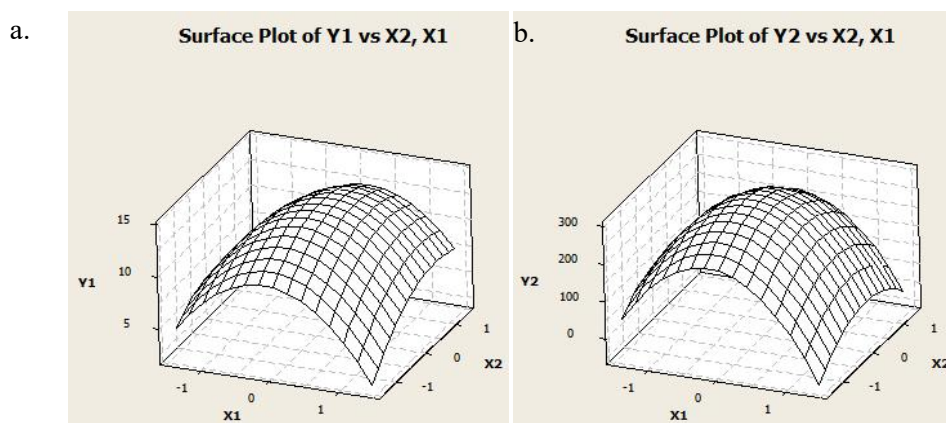 a.
Surface Plot of Y1 vs X2, X1
15
10
Y1
5
-1
0
X1
1
-1
0
1
X2
b.
Surface Plot of Y2 vs X2, X1
300
200
Y2
100
0
-1
0
X1
1
-1
0
1
X2